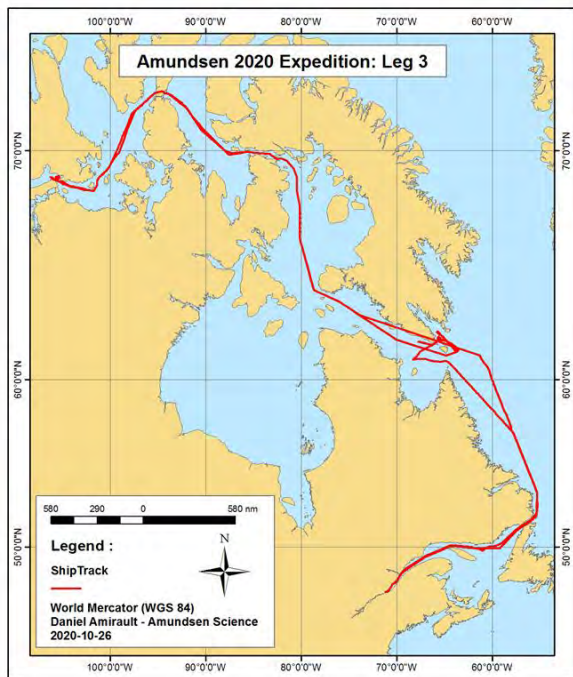 100°0'0"W 90°0'0"W 80°0'0"W 70°0'0"W 60°0'0"W
Amundsen 2020 Expedition: Leg 3
70°0'0"N 70°0'0"N
60°0'0"N 60°0'0"N
50°0'0"N 50°0'0"N
580 290 0 580 nm
Legend :
N
ShipTrack
World Mercator (WGS 84)
Daniel Amirault - Amundsen Science
2020-10-26
100°0'0"W 90°0'0"W 80°0'0"W 70°0'0"W 60°0'0"W